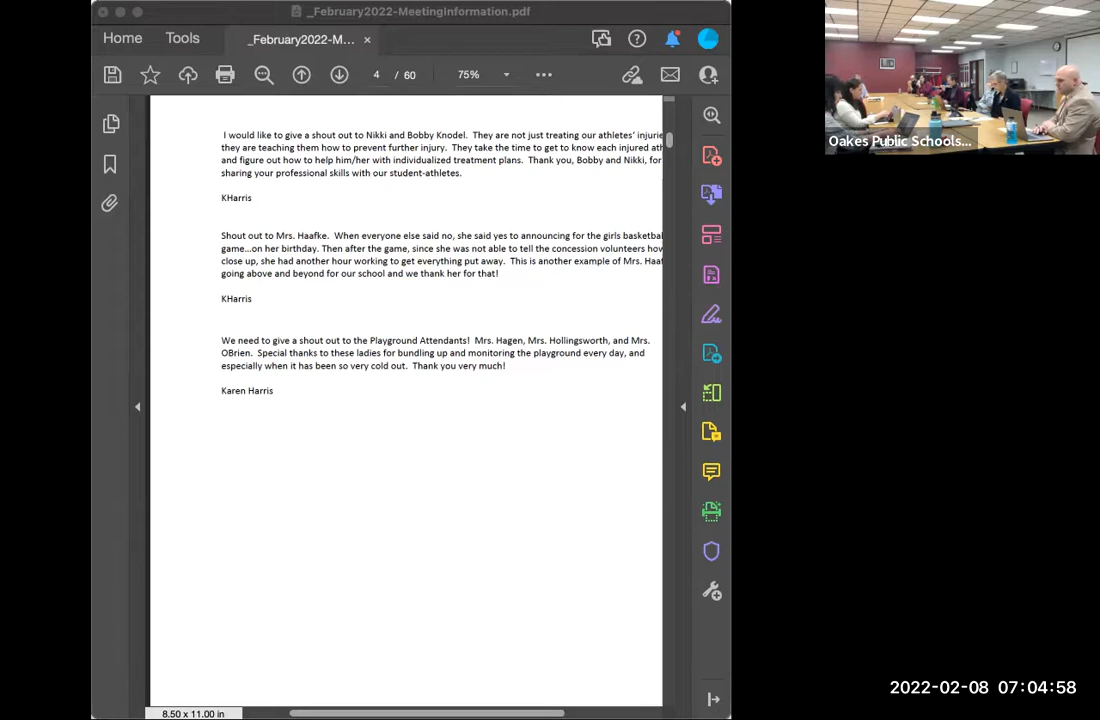 _February2022-MeetingInformation.pdf
Home Tools _February2022-M... ×
4 / 60 75%
I would like to give a shout out to Nikki and Bobby Knodel. They are not just treating our athletes' injurie
they are teaching them how to prevent further injury. They take the time to get to know each injured ath
and figure out how to help him/her with individualized treatment plans. Thank you, Bobby and Nikki, for
sharing your professional skills with our student-athletes.
KHarris
Shout out to Mrs. Haafke. When everyone else said no, she said yes to announcing for the girls basketbal
game...on her birthday. Then after the game, since she was not able to tell the concession volunteers how
close up, she had another hour working to get everything put away. This is another example of Mrs. Haaf
going above and beyond for our school and we thank her for that!
KHarris
We need to give a shout out to the Playground Attendants! Mrs. Hagen, Mrs. Hollingsworth, and Mrs.
OBrien. Special thanks to these ladies for bundling up and monitoring the playground every day, and
especially when it has been so very cold out. Thank you very much!
Karen Harris
8.50 x 11.00 in
Oakes Public Schools...
2022-02-08 07:04:58